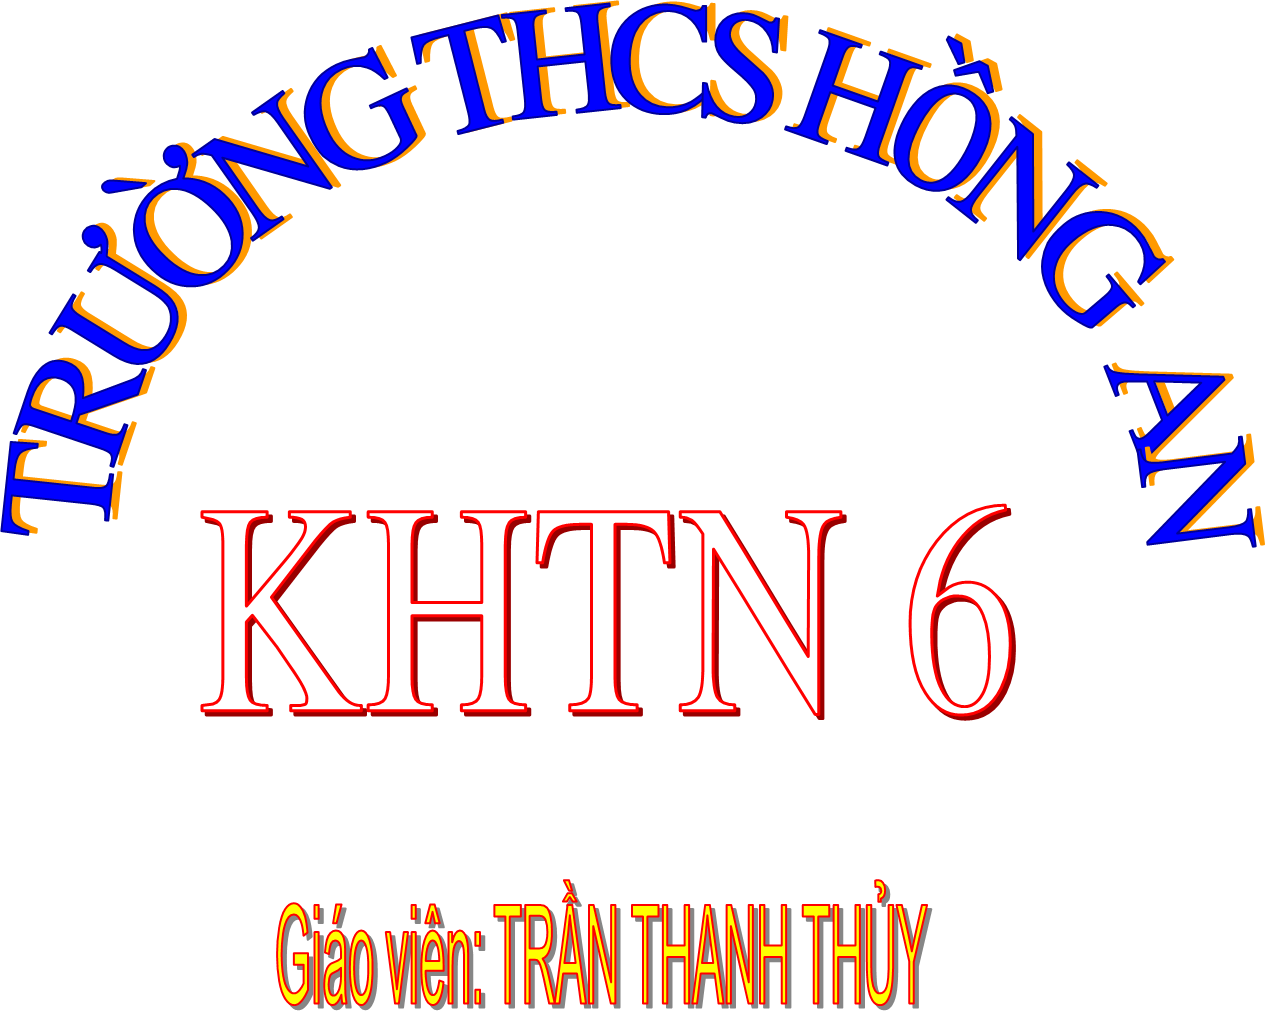 TRƯỜNG THCS HỒNG AN
KHTN 6
Giáo viên: TRẦN THANH THỦY